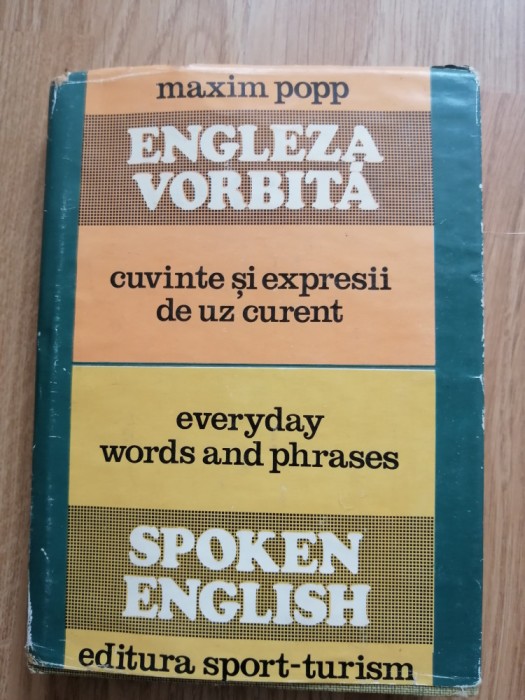 maxim popp
ENGLEZA
VORBITĂ
cuvinte și expresii
de uz curent
everyday
words and phrases
SPOKEN
ENGLISH
editura sport-turism